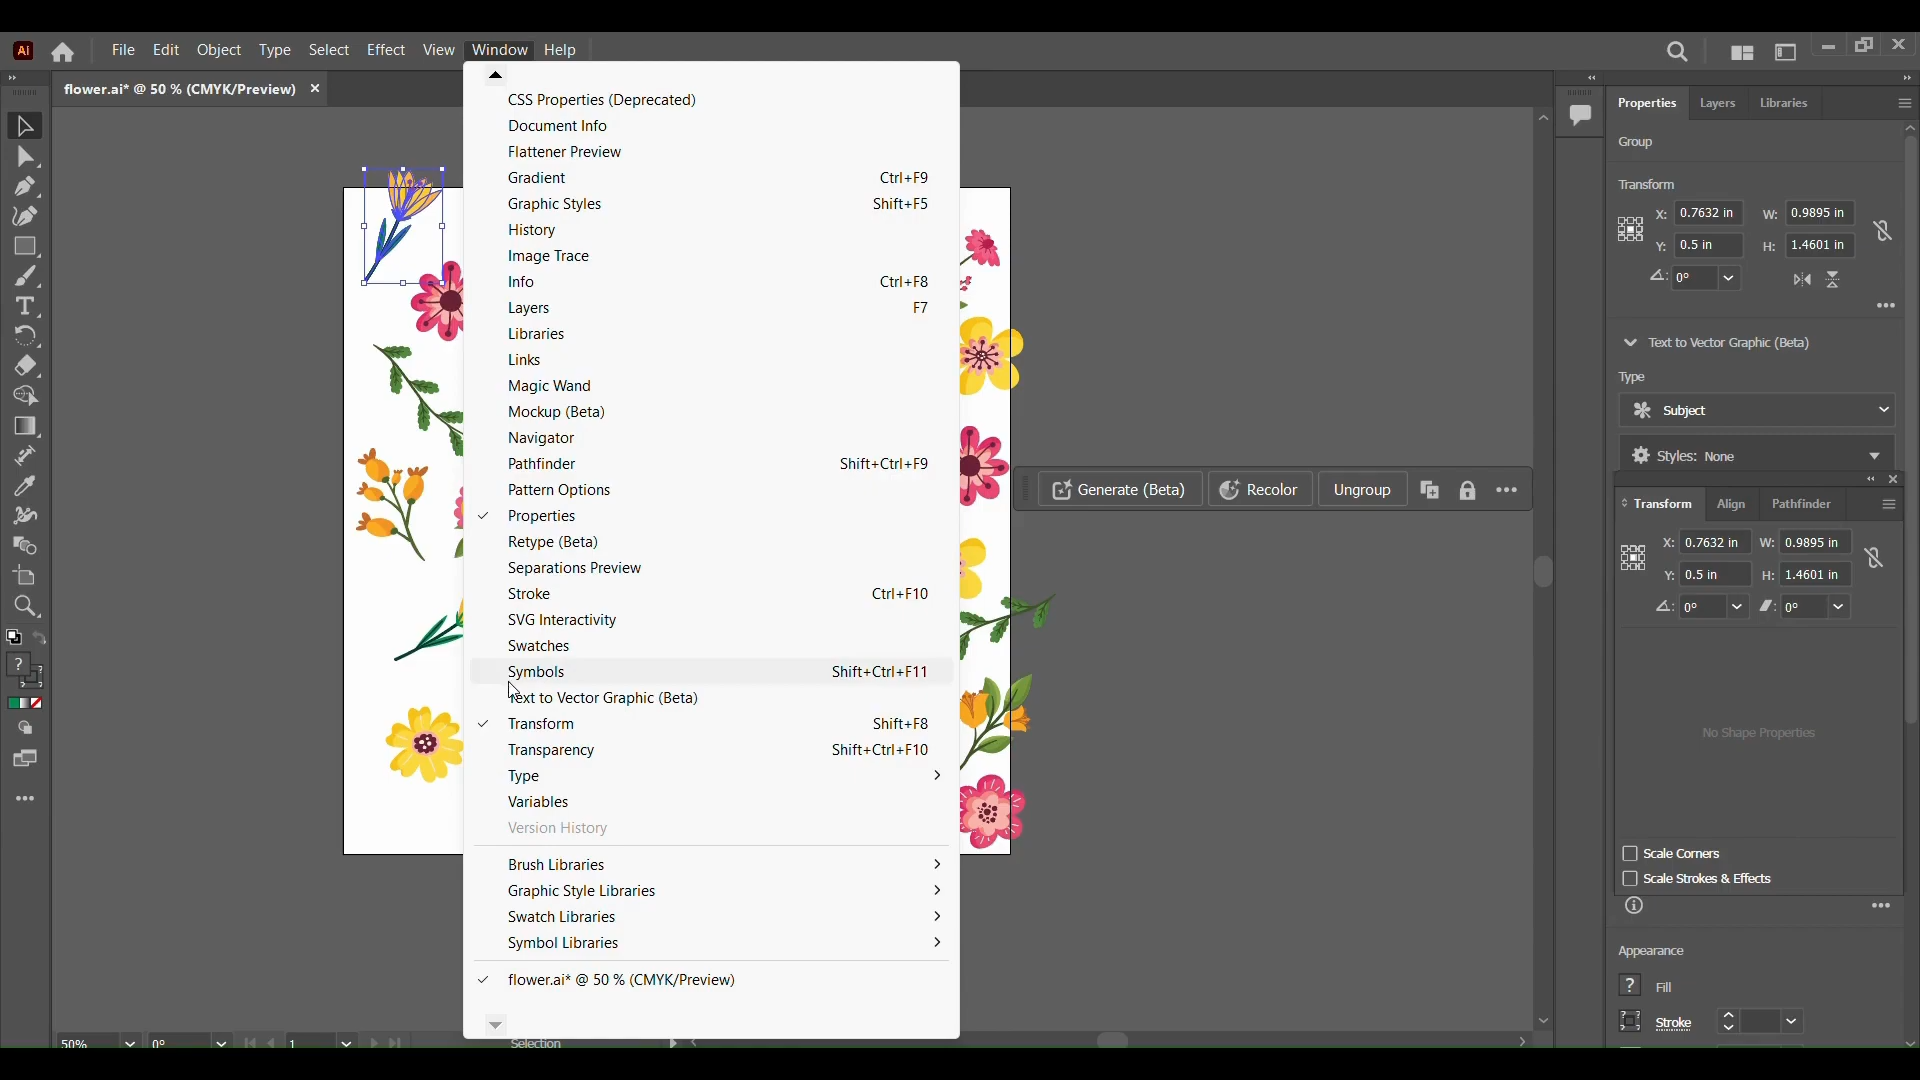 Ai File Edit Object Type Select Effect View Window Help
flower.ai* @ 50 % (CMYK/Preview) ×
CSS Properties (Deprecated)
Document Info
Flattener Preview
Gradient Ctrl+F9
Graphic Styles Shift+F5
History
Image Trace
Info Ctrl+F8
Layers F7
Libraries
Links
Magic Wand
Mockup (Beta)
Navigator
Pathfinder Shift+Ctrl+F9
Pattern Options
Properties
Retype (Beta)
Separations Preview
Stroke Ctrl+F10
SVG Interactivity
Swatches
Symbols Shift+Ctrl+F11
Text to Vector Graphic (Beta)
Transform Shift+F8
Transparency Shift+Ctrl+F10
Type
Variables
Version History
Brush Libraries
Graphic Style Libraries
Swatch Libraries
Symbol Libraries
flower.ai* @ 50 % (CMYK/Preview)
Generate (Beta) Recolor Ungroup
Properties Layers Libraries
Group
Transform
X: 0.7632 in W: 0.9895 in
Y: 0.5 in H: 1.4601 in
0°
Text to Vector Graphic (Beta)
Type
Subject
Styles: None
Transform Align Pathfinder
X: 0.7632 in W: 0.9895 in
Y: 0.5 in H: 1.4601 in
0° 0°
No Shape Properties
Scale Corners
Scale Strokes & Effects
Appearance
? Fill
Stroke
?
50% 0° 1 Selection